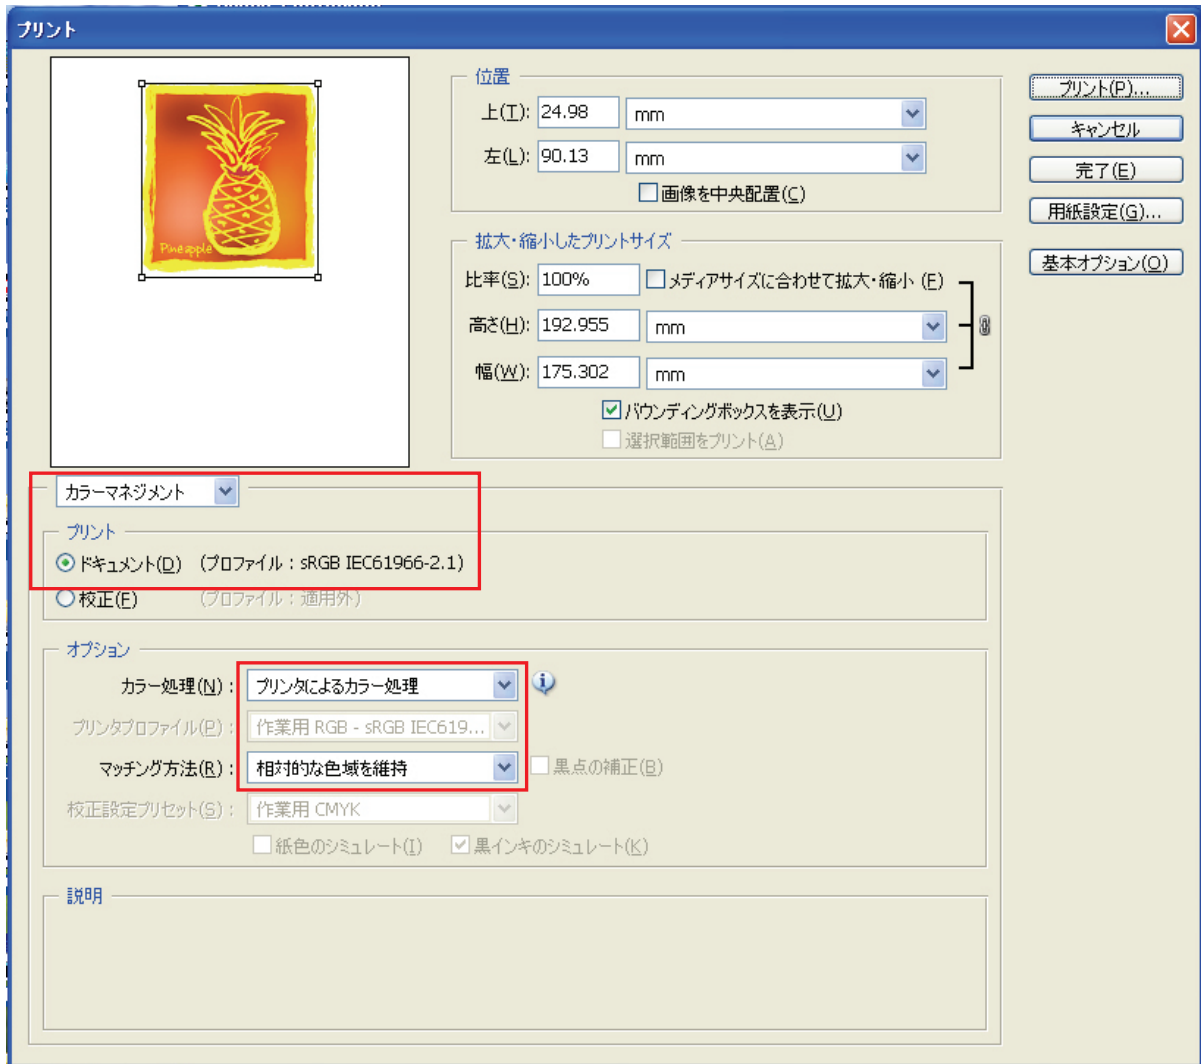 プリント
Pineapple
位置
上(T): 24.98 mm
左(L): 90.13 mm
画像を中央配置(C)
拡大・縮小したプリントサイズ
比率(S): 100% メディアサイズに合わせて拡大・縮小 (F)
高さ(H): 192.955 mm
幅(W): 175.302 mm
バウンディングボックスを表示(U)
選択範囲をプリント(A)
プリント(P)...
キャンセル
完了(E)
用紙設定(G)...
基本オプション(O)
カラーマネジメント
プリント
ドキュメント(D) (プロファイル : sRGB IEC61966-2.1)
校正(F) (プロファイル : 適用外)
オプション
カラー処理(N) : プリンタによるカラー処理
プリンタプロファイル(P) : 作業用 RGB - sRGB IEC619...
マッチング方法(R) : 相対的な色域を維持 黒点の補正(B)
校正設定プリセット(S) : 作業用 CMYK
紙色のシミュレート(I) 黒インキのシミュレート(K)
説明